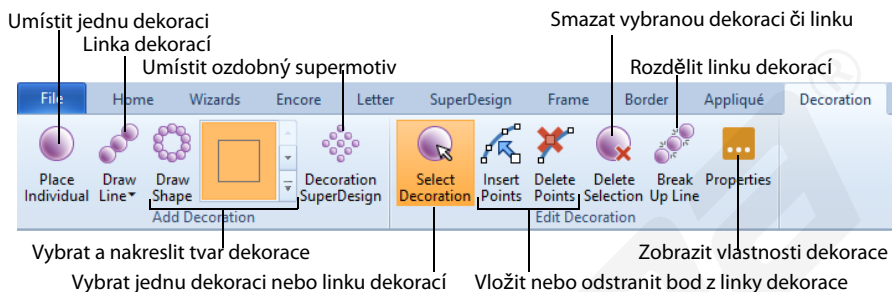 Umístit jednu dekoraci
Smazat vybranou dekoraci či linku
Linka dekorací
Umístit ozdobný supermotiv
Rozdělit linku dekorací
File Home Wizards Encore Letter SuperDesign Frame Border Appliqué Decoration
Place Individual
Draw Line
Draw Shape
Decoration SuperDesign
Select Decoration
Insert Points
Delete Points
Delete Selection
Break Up Line
Properties
Add Decoration
Edit Decoration
Vybrat a nakreslit tvar dekorace
Zobrazit vlastnosti dekorace
Vybrat jednu dekoraci nebo linku dekorací
Vložit nebo odstranit bod z linky dekorace